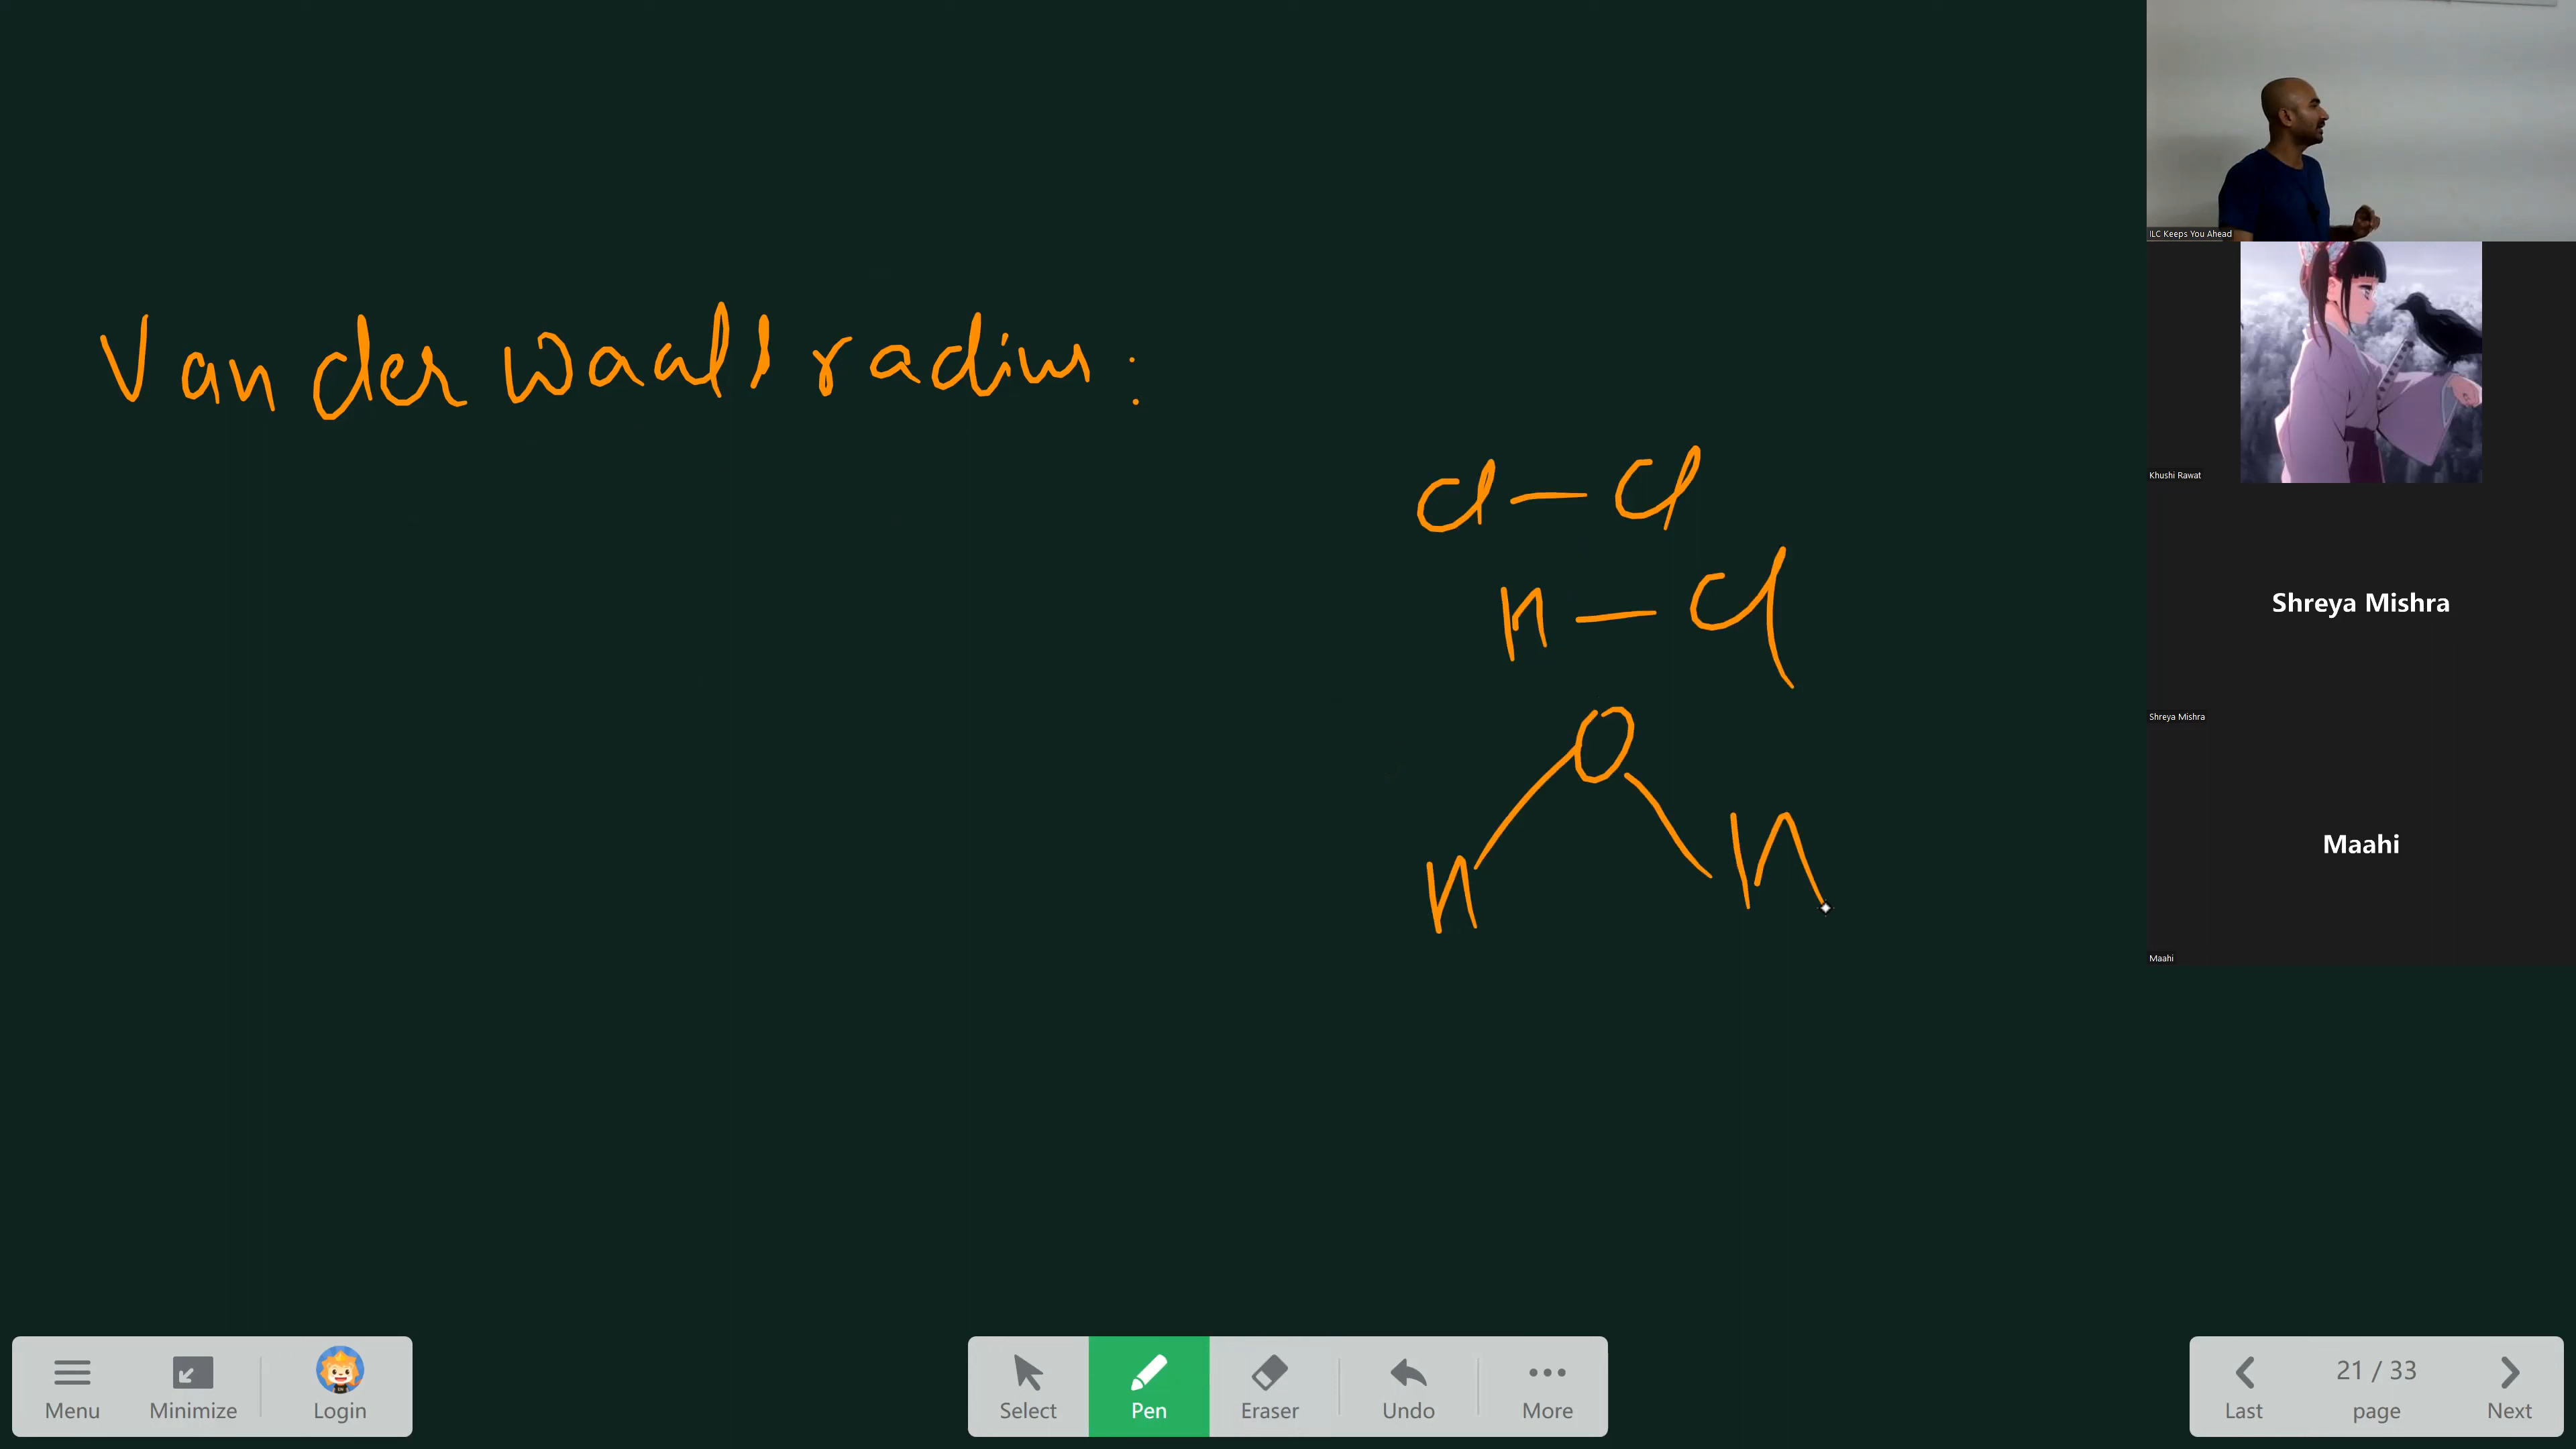 Van der waals radius :
Cl – Cl
H – Cl
O
H H
ILC Keeps You Ahead
Khushi Rawat
Shreya Mishra
Shreya Mishra
Maahi
Maahi
Menu Minimize Login Select Pen Eraser Undo More Last 21 / 33 page Next